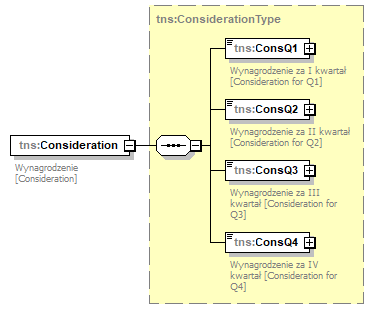 tns:ConsiderationType
tns:ConsQ1
Wynagrodzenie za I kwartał
[Consideration for Q1]
tns:ConsQ2
Wynagrodzenie za II kwartał
[Consideration for Q2]
tns:Consideration
Wynagrodzenie
[Consideration]
tns:ConsQ3
Wynagrodzenie za III
kwartał [Consideration for
Q3]
tns:ConsQ4
Wynagrodzenie za IV
kwartał [Consideration for
Q4]